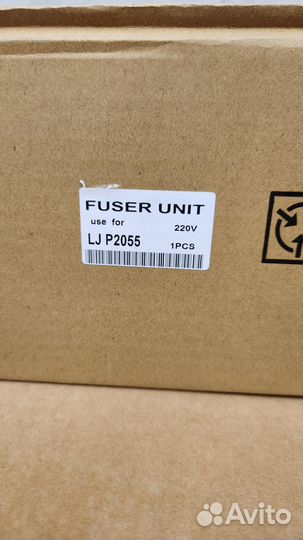 FUSER UNIT
use for 220V
LJ P2055 1PCS
Avito